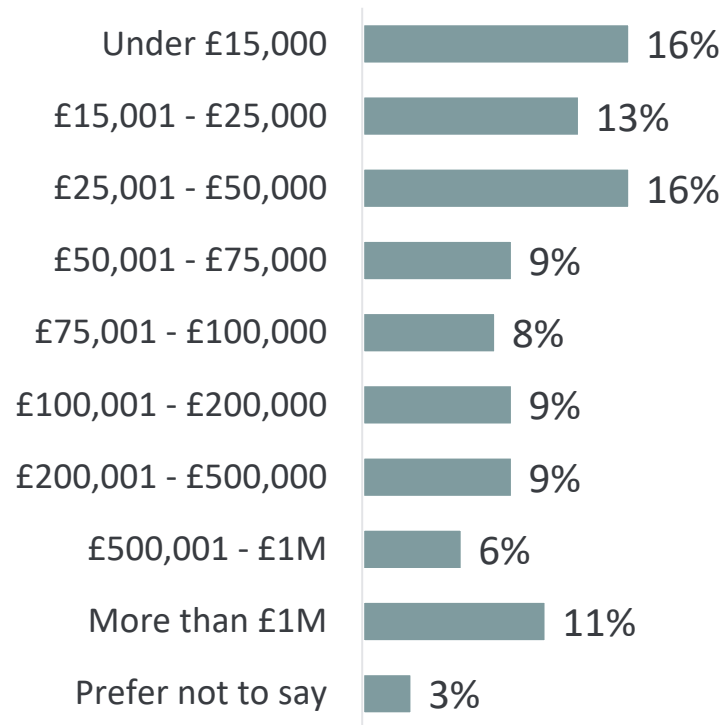 Under £15,000 16%
£15,001 - £25,000 13%
£25,001 - £50,000 16%
£50,001 - £75,000 9%
£75,001 - £100,000 8%
£100,001 - £200,000 9%
£200,001 - £500,000 9%
£500,001 - £1M 6%
More than £1M 11%
Prefer not to say 3%